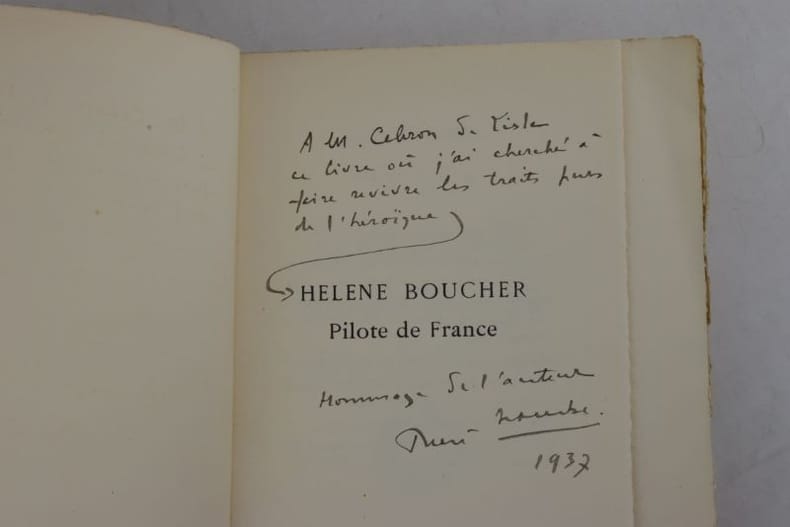 A M. Cebron de Lisle
ce livre où j'ai cherché à
faire revivre les traits purs
de l'héroïque
HELENE BOUCHER
Pilote de France
Hommage de l'auteur
René
1937